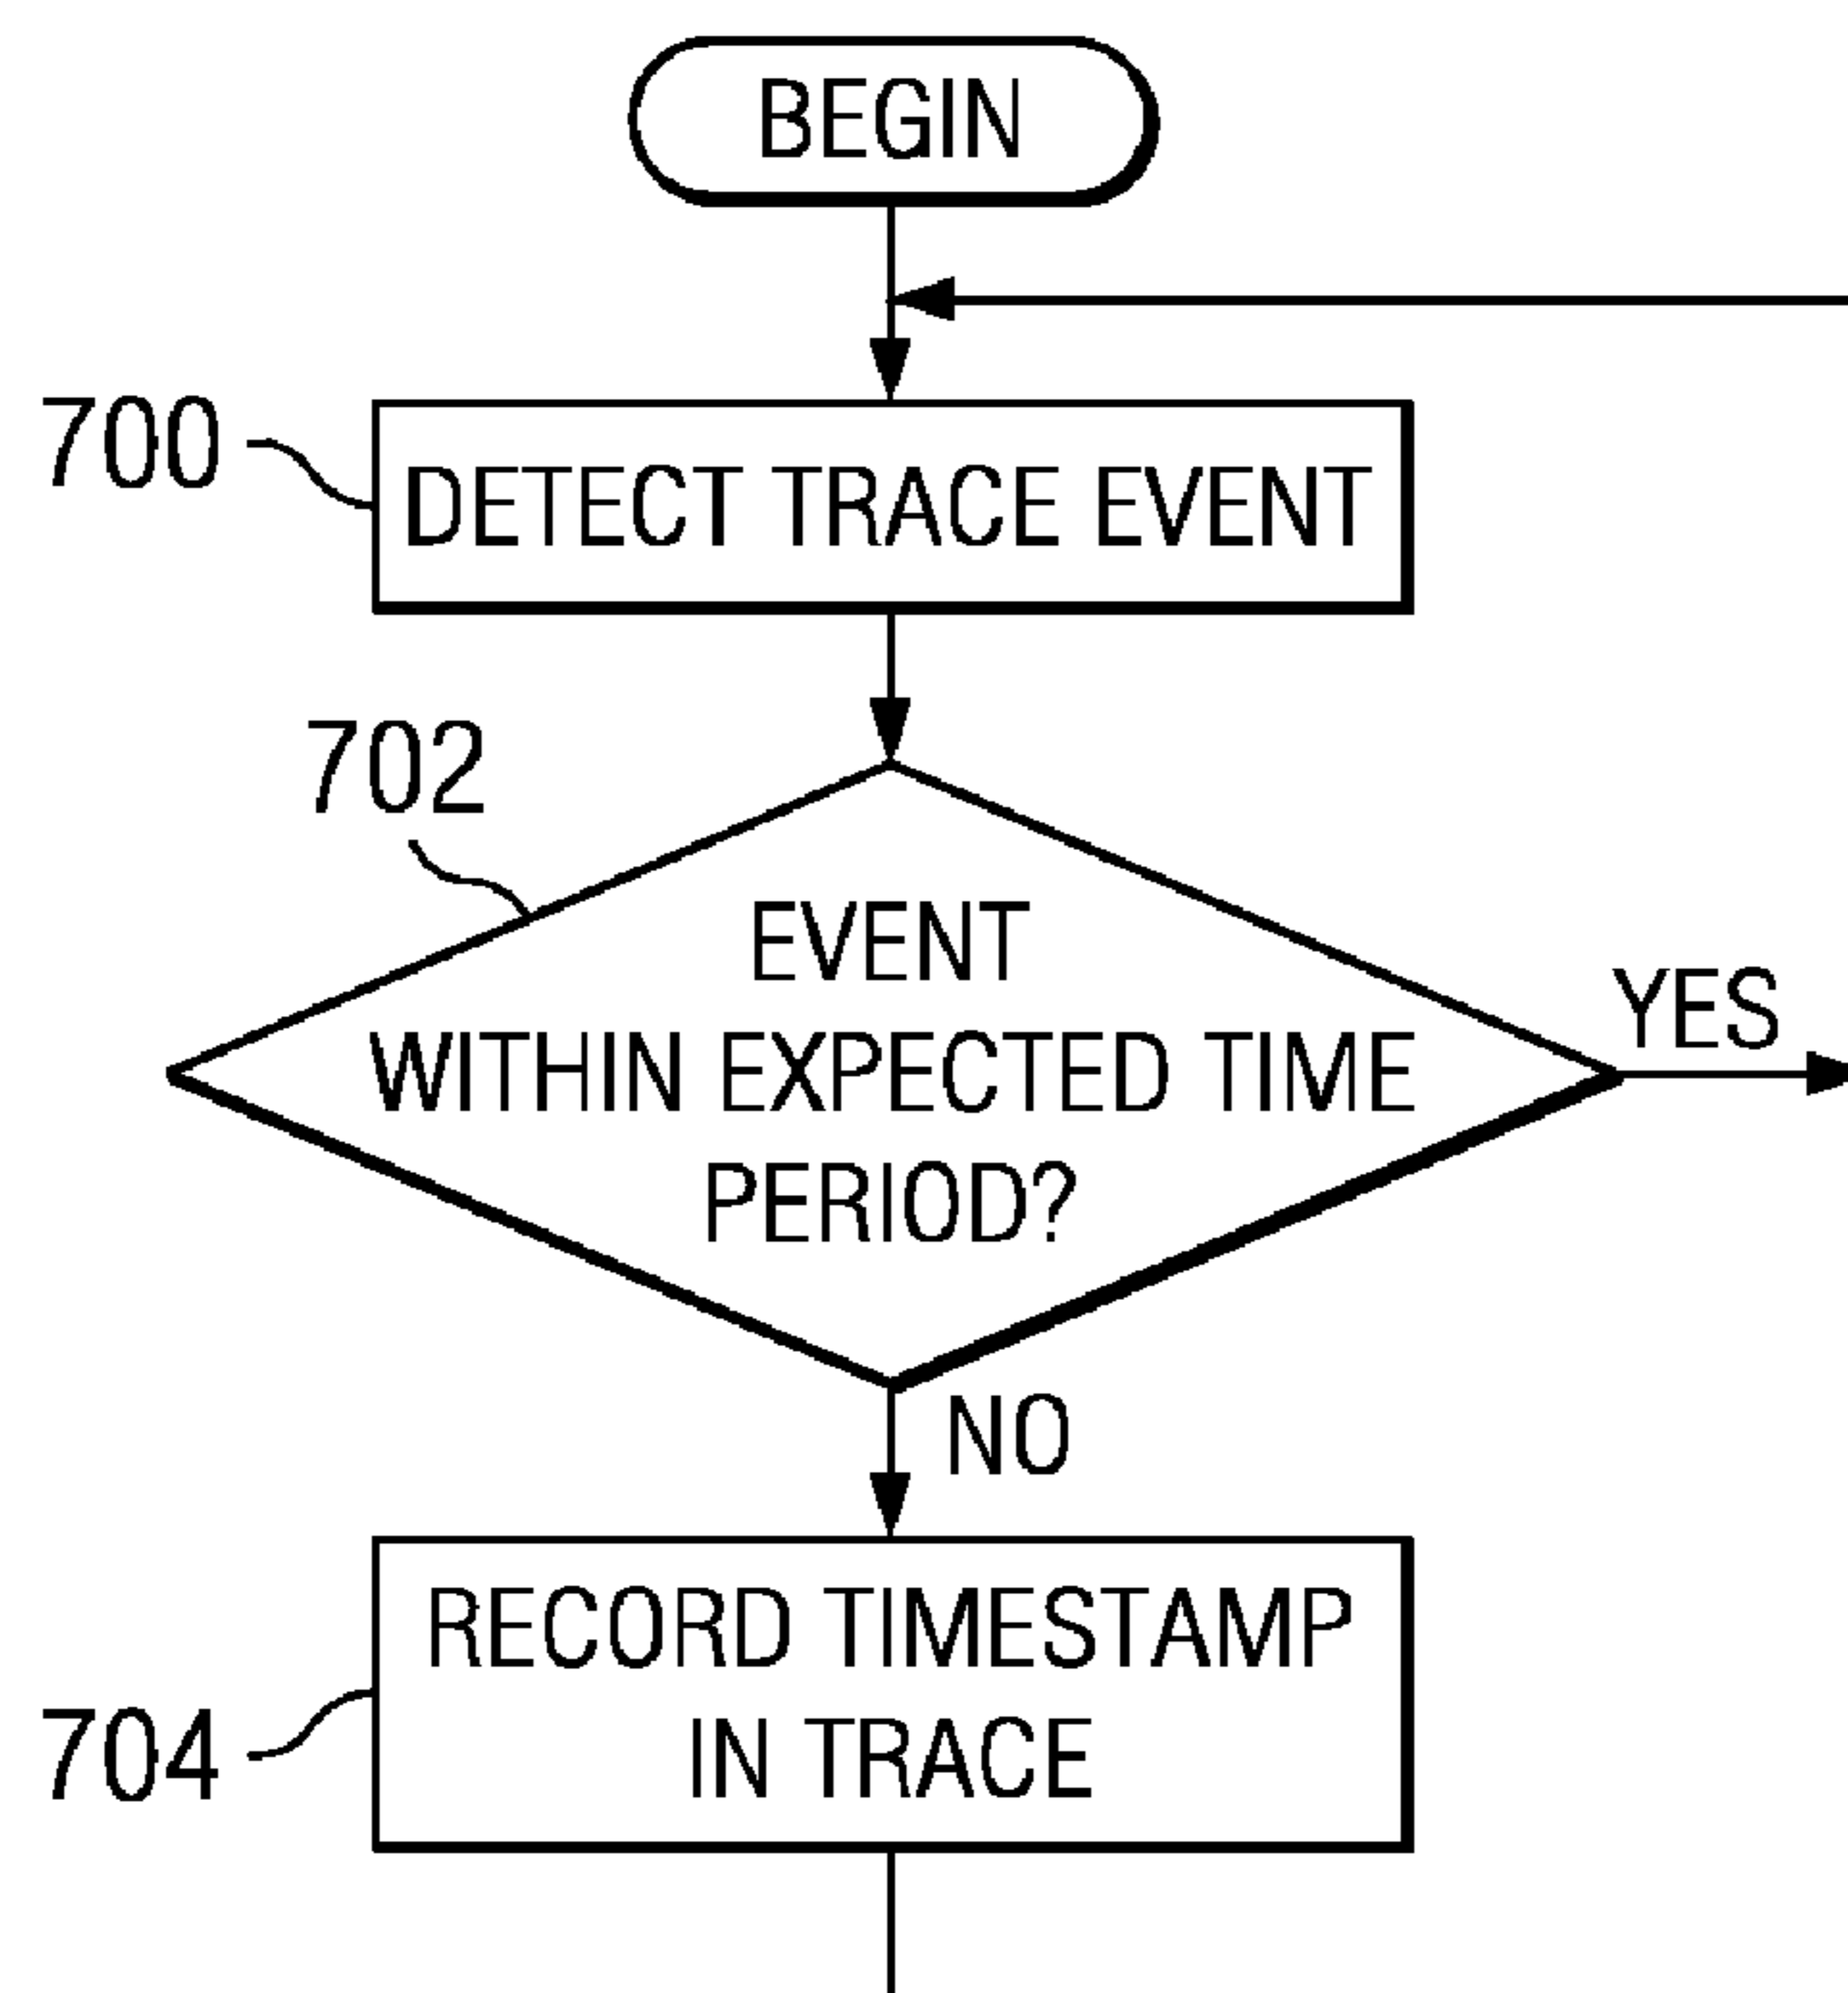 BEGIN
700
DETECT TRACE EVENT
702
EVENT
WITHIN EXPECTED TIME
PERIOD?
YES
NO
RECORD TIMESTAMP
IN TRACE
704